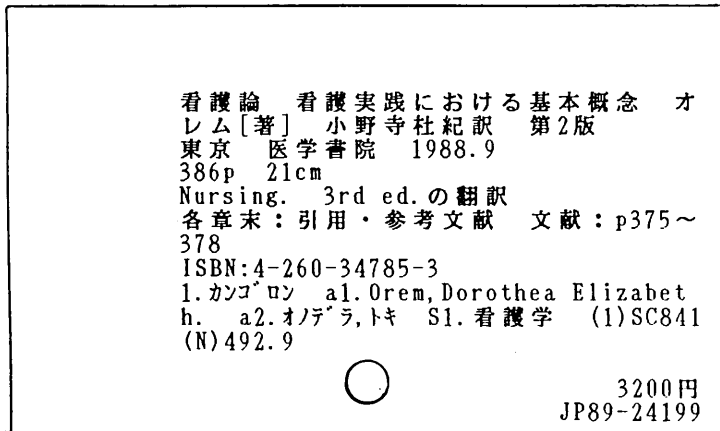 看護論　看護実践における基本概念　オ
レム[著]　小野寺杜紀訳　第2版
東京　医学書院　1988.9
386p　21cm
Nursing.　3rd ed.の翻訳
各章末：引用・参考文献　文献：p375～
378
ISBN:4-260-34785-3
1.ｶﾝｺﾞﾛﾝ　a1.Orem,Dorothea Elizabet
h.　a2.ｵﾉﾃﾞﾗ,ﾄｷ　S1.看護学　(1)SC841
(N)492.9
3200円
JP89-24199